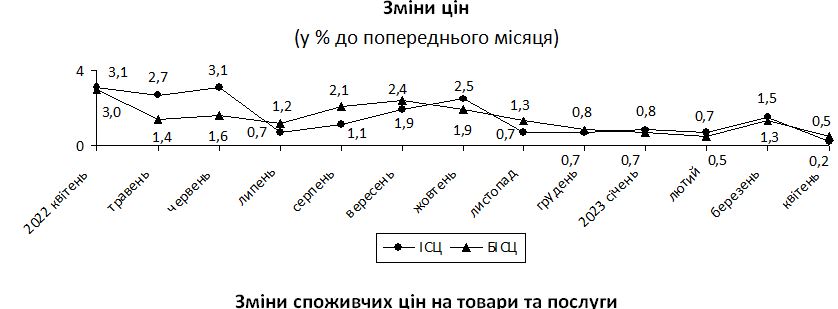 Зміни цін
(у % до попереднього місяця)
4
3,1 2,7 3,1 1,2 2,1 2,4 2,5 1,3 0,8 0,8 0,7 1,5 0,5
3,0 1,4 1,6 0,7 1,1 1,9 1,9 0,7 0,7 0,7 0,5 1,3 0,2
0
2022 квітень травень червень липень серпень вересень жовтень листопад грудень 2023 січень лютий березень квітень
ІСЦ БІСЦ
Зміни споживчих цін на товари та послуги